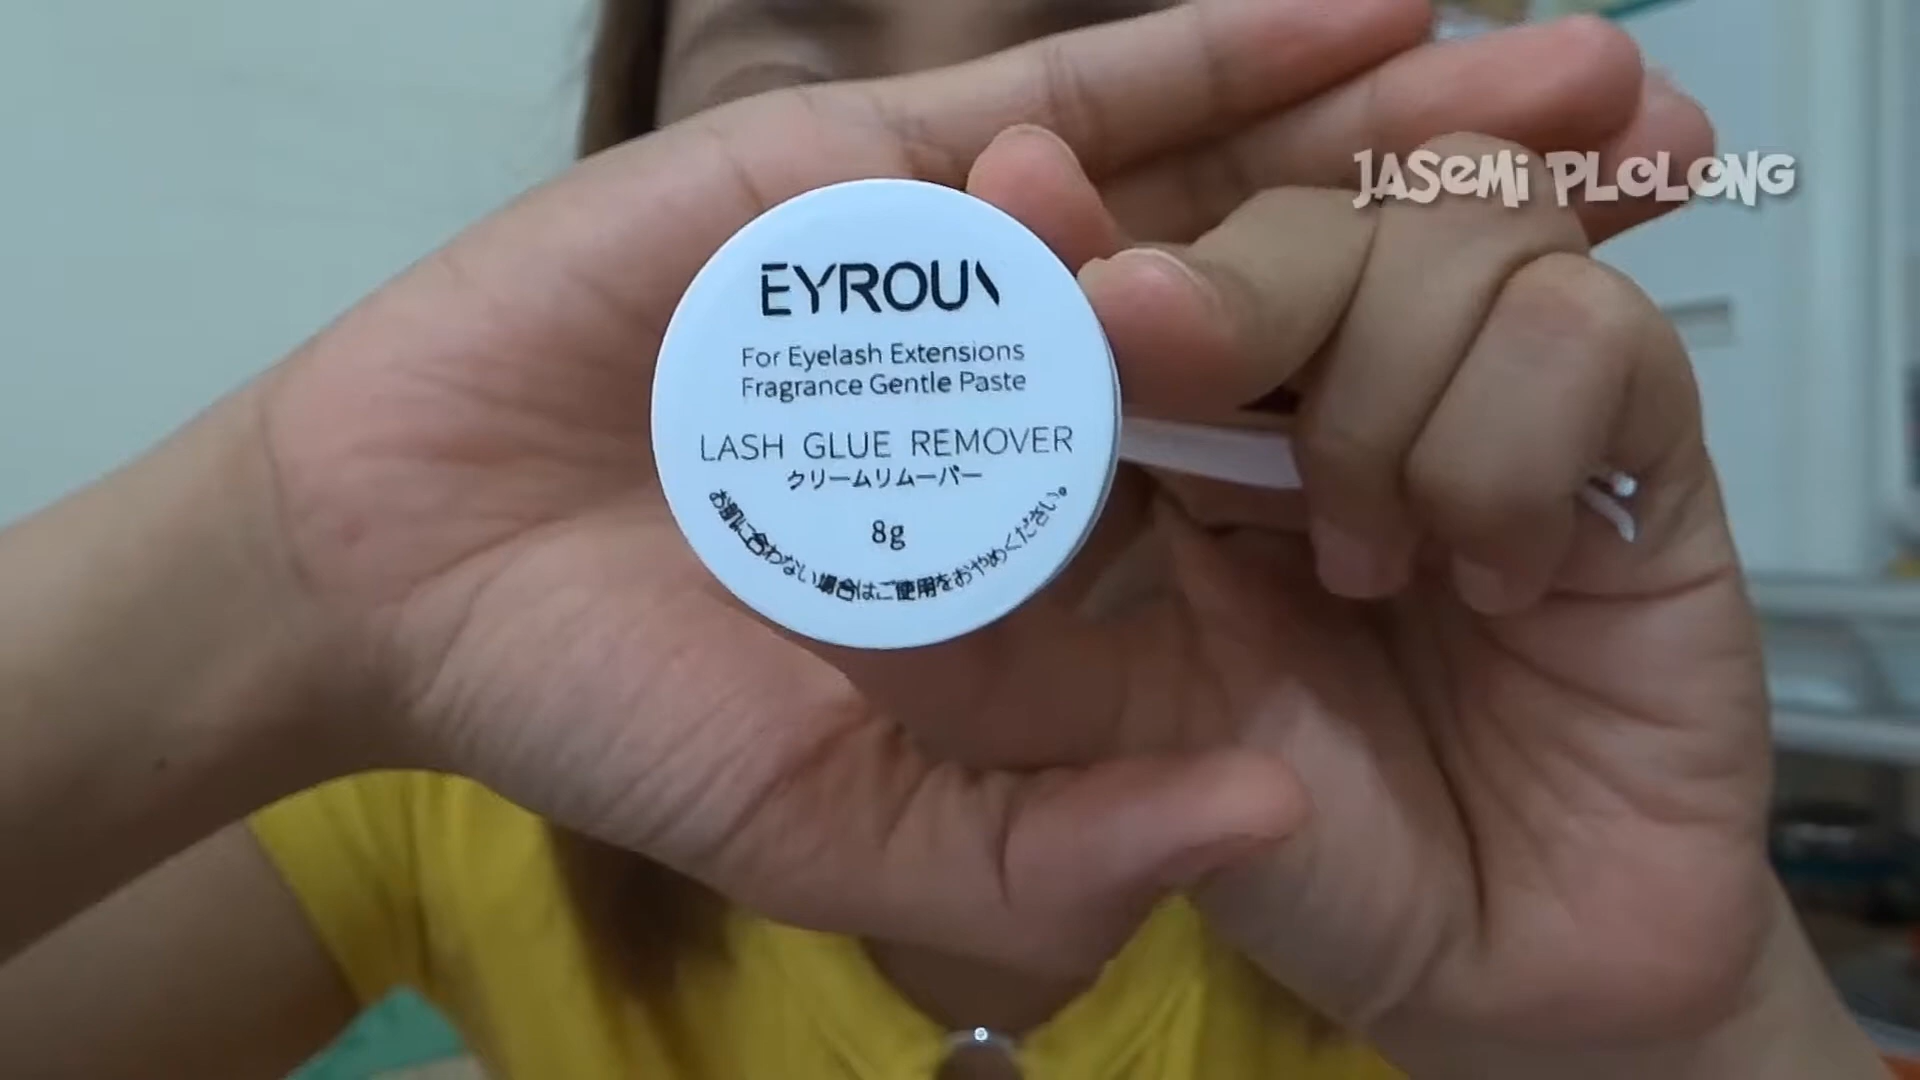 JASEMI PLOLONG
EYROUN
For Eyelash Extensions
Fragrance Gentle Paste
LASH GLUE REMOVER
クリームリムーバー
8g
お肌に合わない場合はご使用をおやめください。